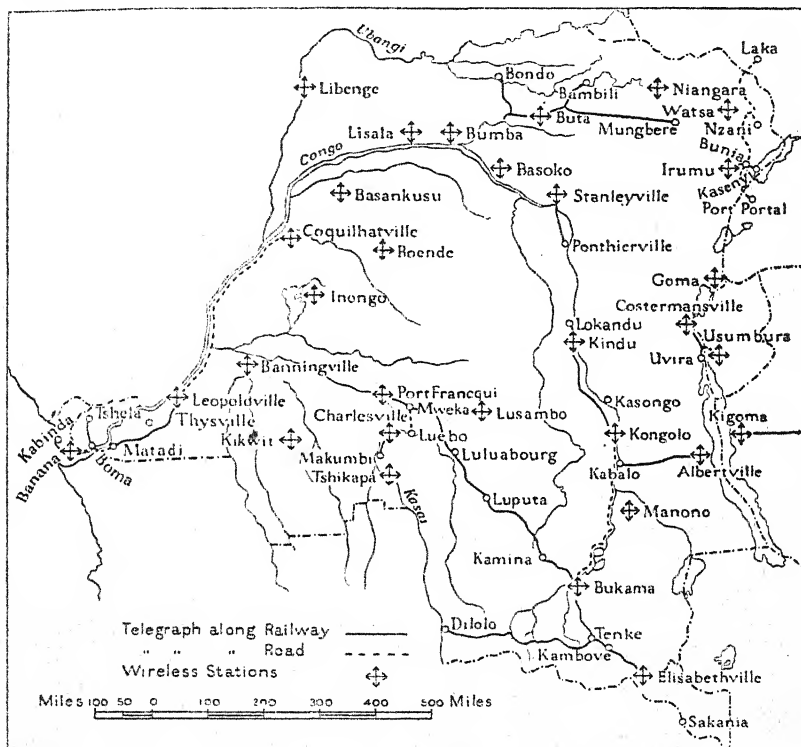 Ubangi
Laka
Bondo
Bambili
Libenge
Niangara
Watsa
Buta
Mungbere
Nzani
Lisala
Bumba
Congo
Bunia
Irumu
Basoko
Kasenyi
Basankusu
Stanleyville
Port Portal
Coquilhatville
Boende
Ponthierville
Goma
Inongo
Costermansville
Lokandu
Usumbura
Kindu
Uvira
Banningville
Port Francqui
Leopoldville
Mweka
Kasongo
Tshela
Thysville
Charlesville
Lusambo
Kigoma
Kabinda
Kikwit
Luebo
Kongolo
Matadi
Makumbi
Luluabourg
Banana
Boma
Kabalo
Albertville
Tshikapa
Kasai
Luputa
Manono
Kamina
Bukama
Telegraph along Railway
Dilolo
" " " Road
Tenke
Wireless Stations
Kambove
Elisabethville
Miles 100 50 0 100 200 300 400 500 Miles
Sakania